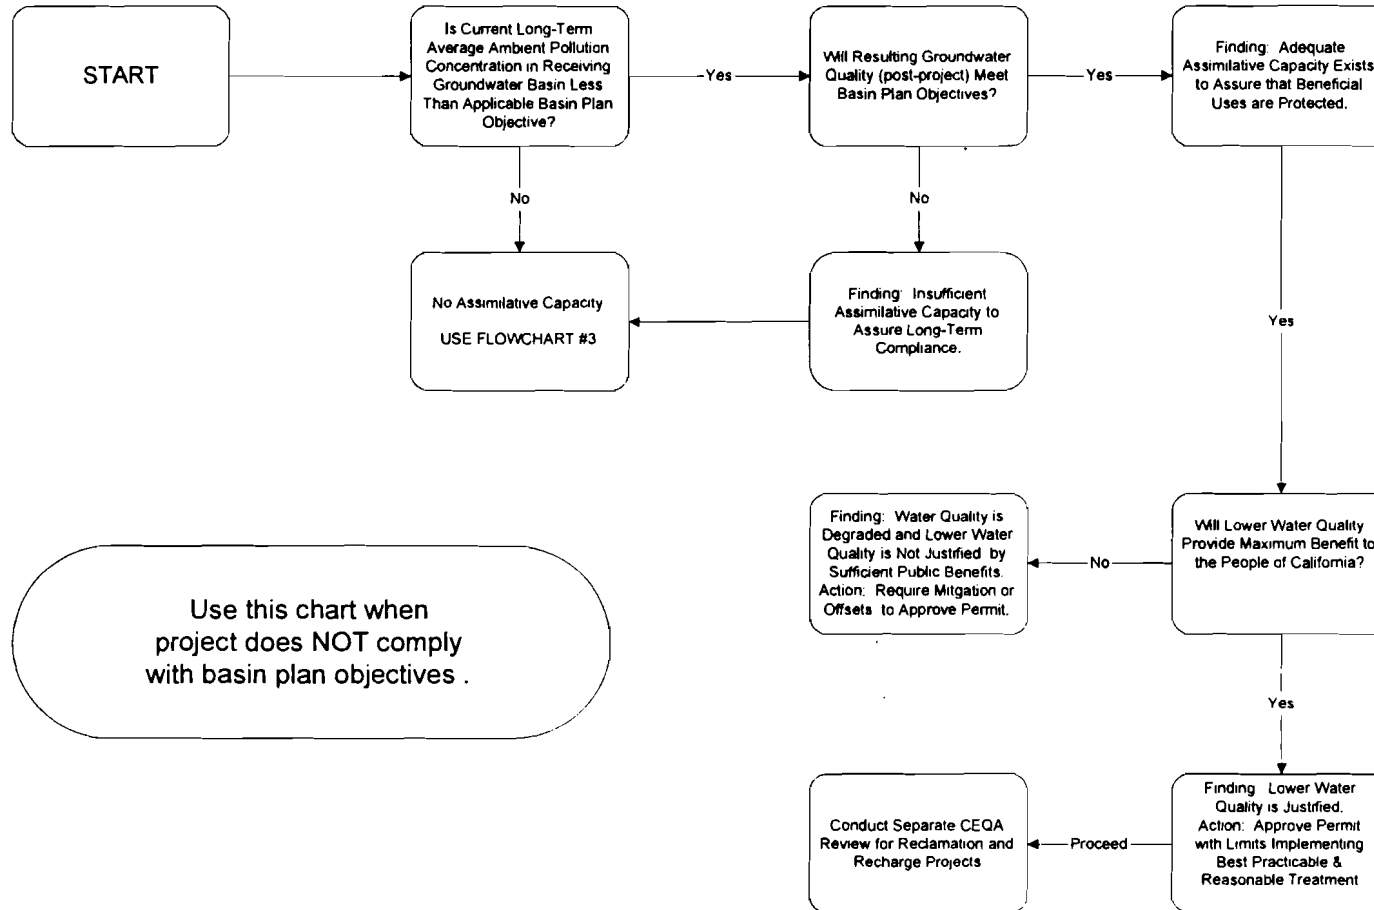 START
Is Current Long-Term
Average Ambient Pollution
Concentration in Receiving
Groundwater Basin Less
Than Applicable Basin Plan
Objective?
Yes
Will Resulting Groundwater
Quality (post-project) Meet
Basin Plan Objectives?
Yes
Finding: Adequate
Assimilative Capacity Exists
to Assure that Beneficial
Uses are Protected.
No
No
No Assimilative Capacity
USE FLOWCHART #3
Finding: Insufficient
Assimilative Capacity to
Assure Long-Term
Compliance.
Yes
Finding: Water Quality is
Degraded and Lower Water
Quality is Not Justified by
Sufficient Public Benefits.
Action: Require Mitgation or
Offsets to Approve Permit.
No
Will Lower Water Quality
Provide Maximum Benefit to
the People of California?
Use this chart when
project does NOT comply
with basin plan objectives .
Yes
Conduct Separate CEQA
Review for Reclamation and
Recharge Projects
Proceed
Finding Lower Water
Quality is Justified.
Action: Approve Permit
with Limits Implementing
Best Practicable &
Reasonable Treatment